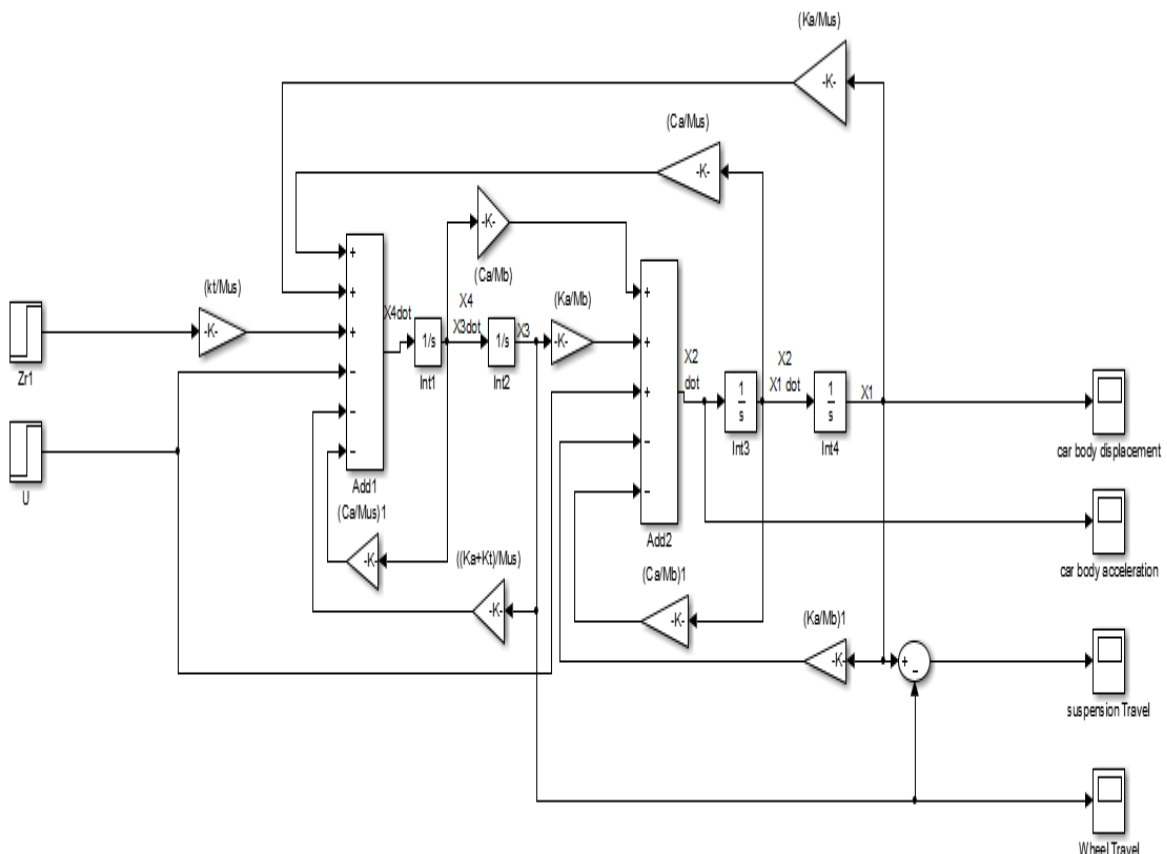 (Ka/Mus)
-K-
(Ca/Mus)
-K-
-K-
(Ca/Mb)
(kt/Mus)
-K-
Zr1
U
+
+
+
−
−
−
Add1
X4dot
1/s
Int1
X4
X3dot
1/s
Int2
X3
(Ka/Mb)
-K-
+
+
+
−
−
Add2
X2
dot
1
s
Int3
X2
X1 dot
1
s
Int4
X1
car body displacement
car body acceleration
(Ca/Mus)1
-K-
((Ka+Kt)/Mus)
-K-
(Ca/Mb)1
-K-
(Ka/Mb)1
-K-
+
−
suspension Travel
Wheel Travel